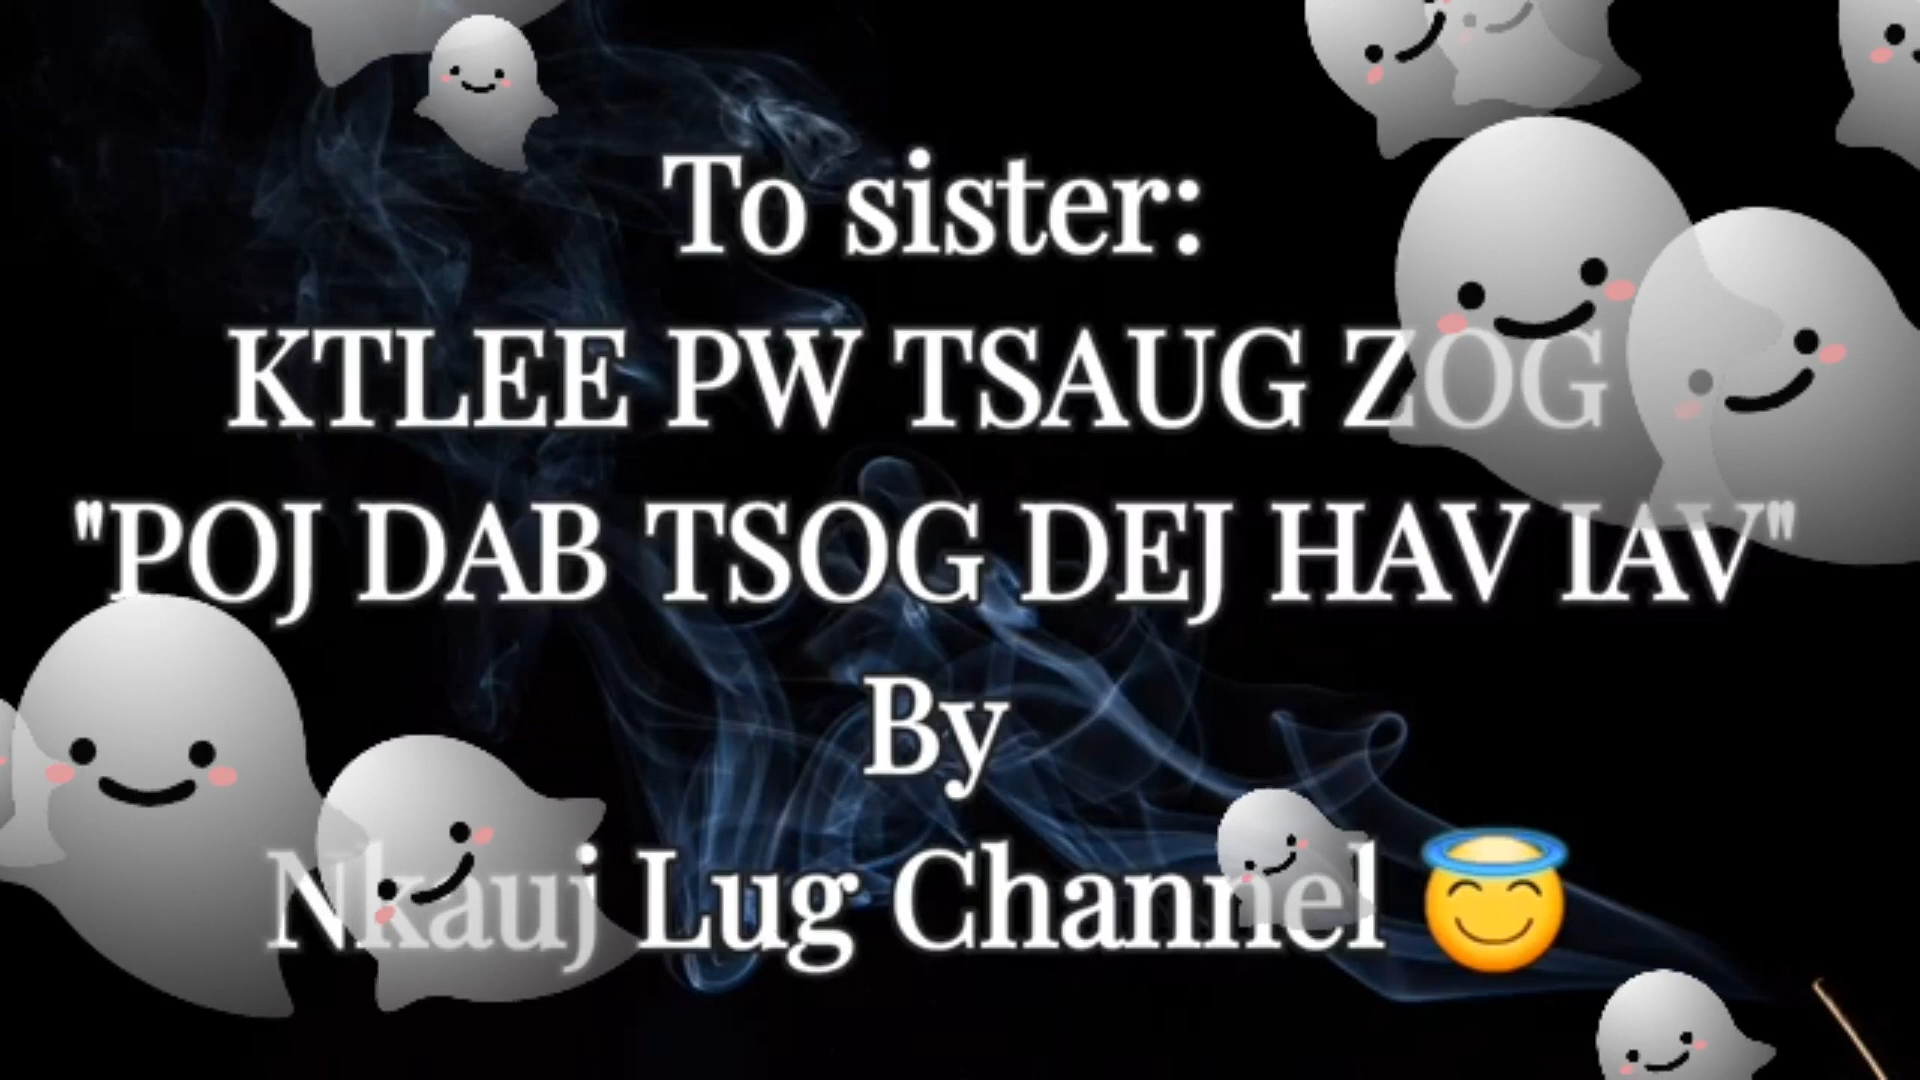 To sister:
KTLEE PW TSAUG ZOG
"POJ DAB TSOG DEJ HAV IAV"
By
Nkauj Lug Channel 😇